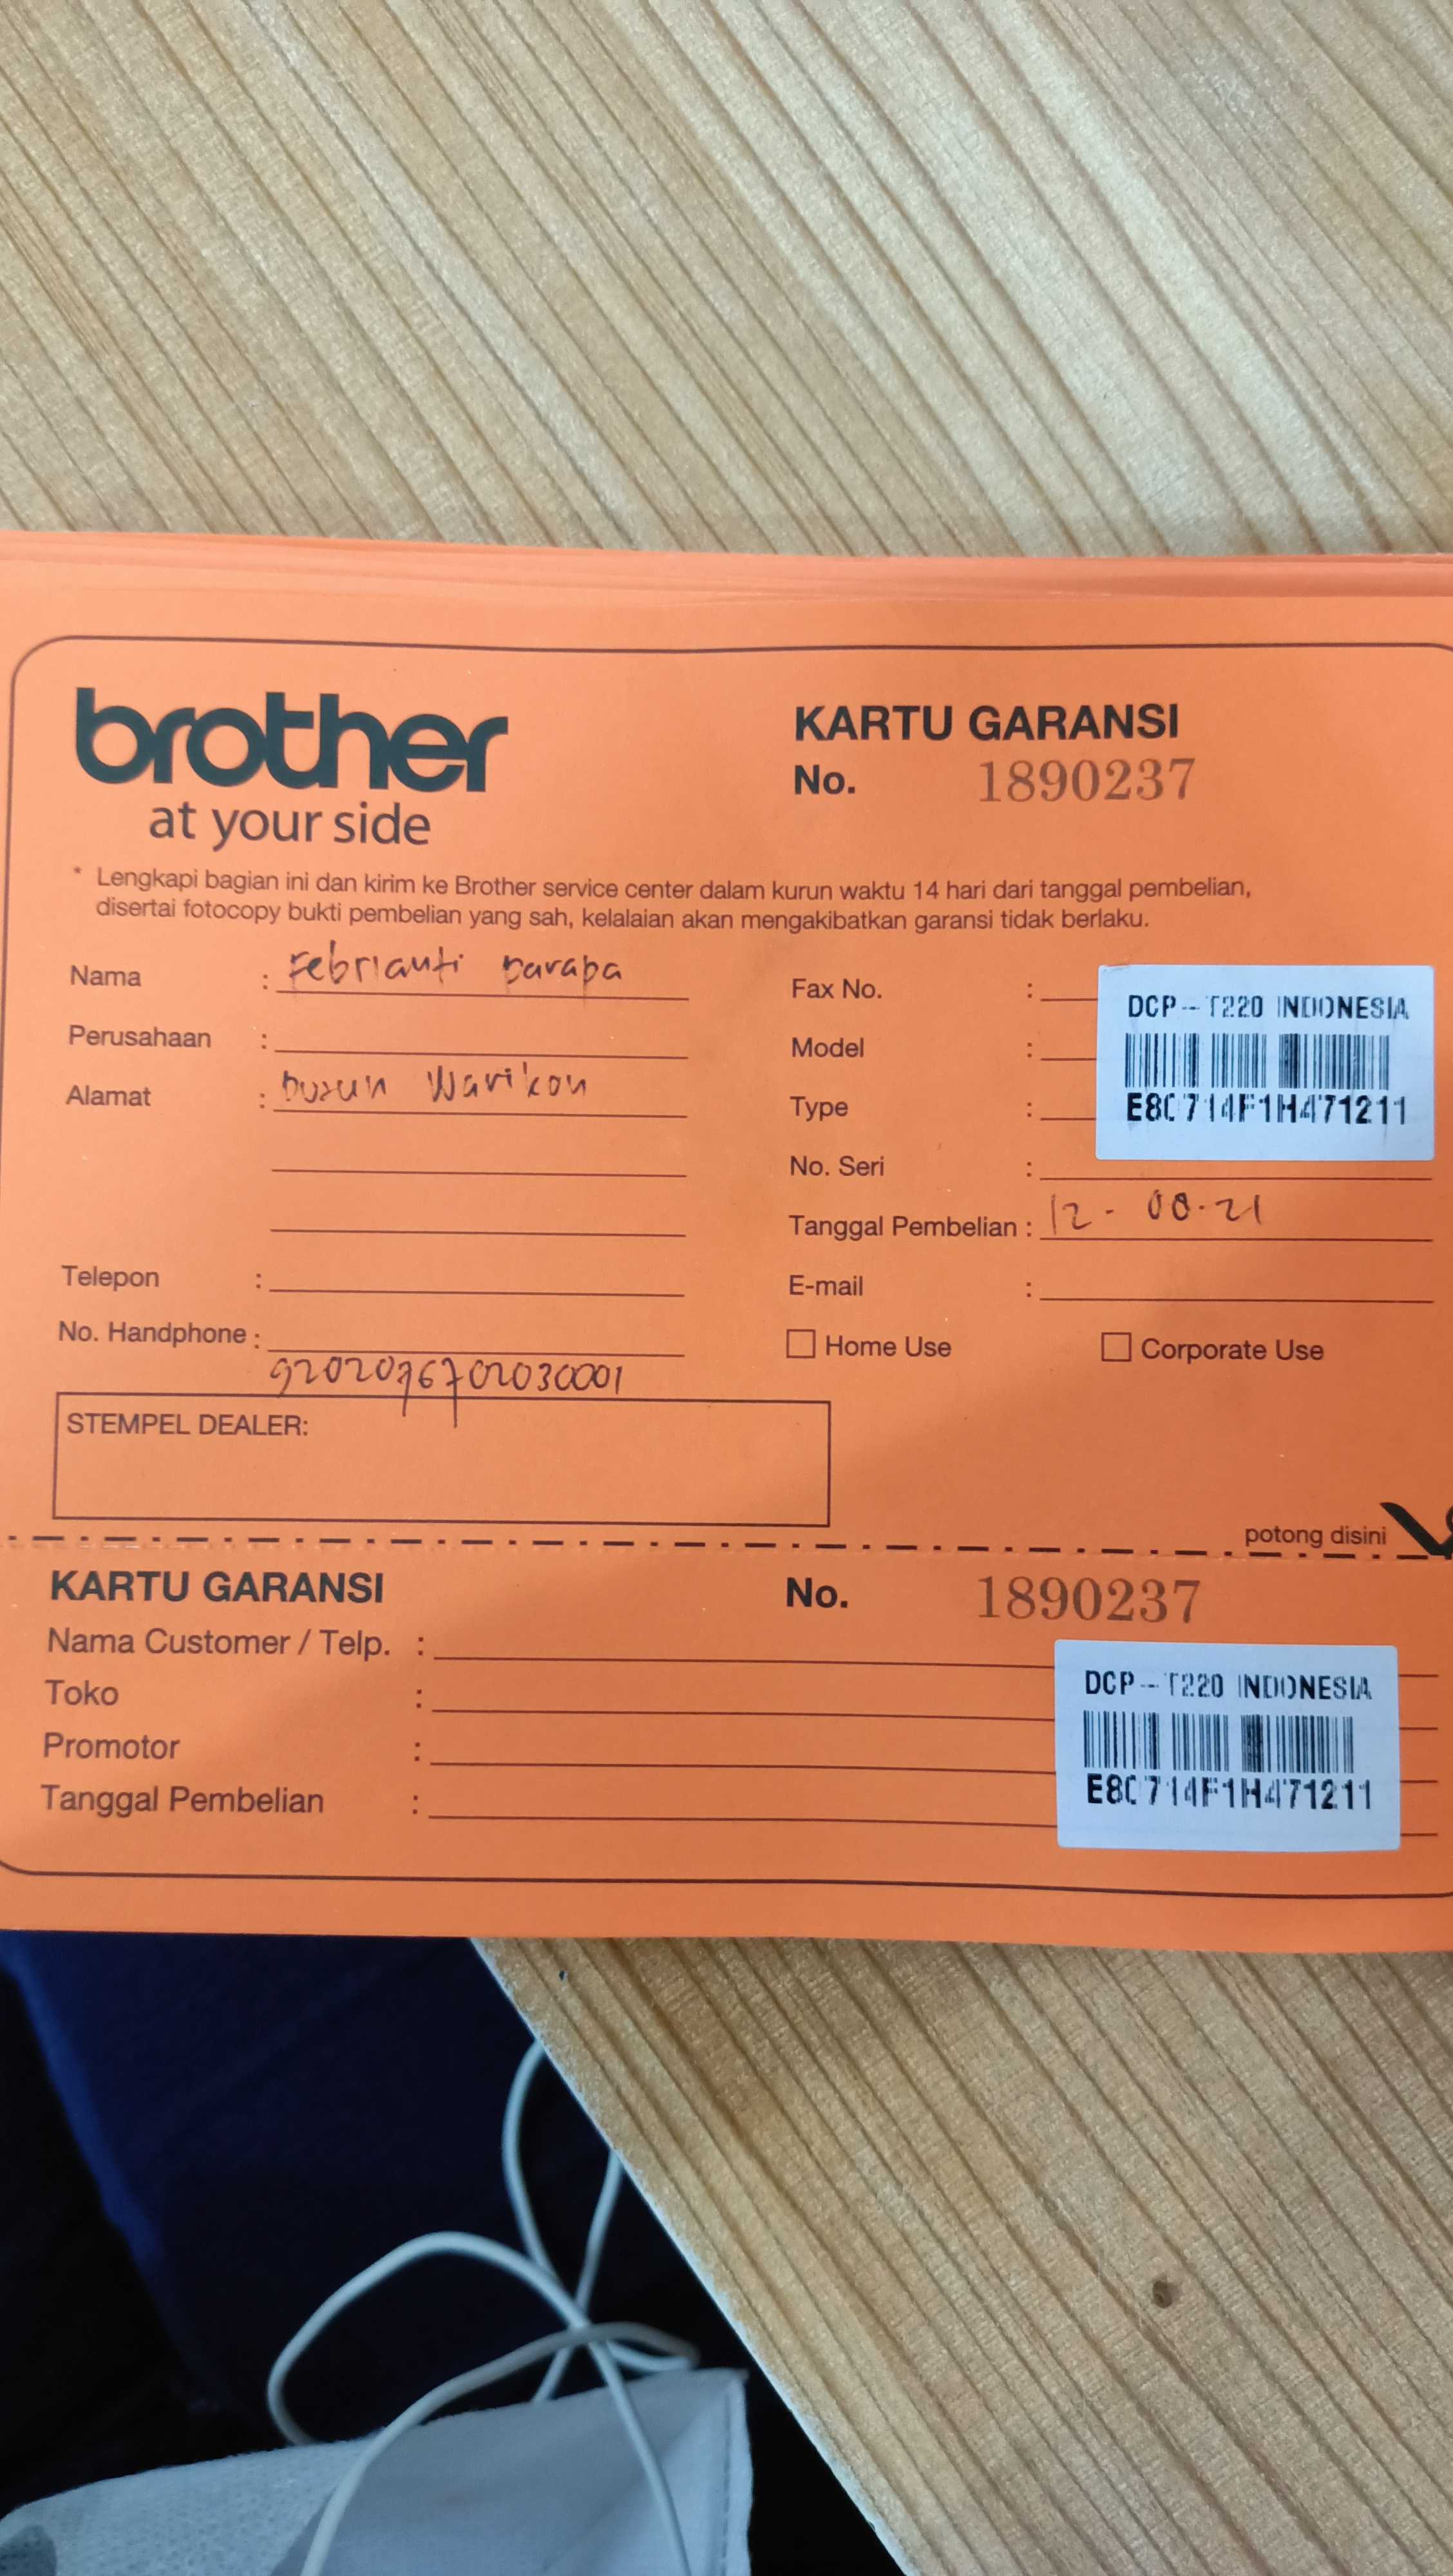 brother
at your side
KARTU GARANSI
No. 1890237
* Lengkapi bagian ini dan kirim ke Brother service center dalam kurun waktu 14 hari dari tanggal pembelian,
disertai fotocopy bukti pembelian yang sah, kelalaian akan mengakibatkan garansi tidak berlaku.
Nama : Febrianti Parapa
Perusahaan :
Alamat : Dusun Warikon
Telepon :
No. Handphone :
9202076702030001
STEMPEL DEALER:
Fax No. :
Model :
Type :
No. Seri :
DCP-T220 INDONESIA
E80714F1H471211
Tanggal Pembelian : 12 - 08 - 21
E-mail :
Home Use Corporate Use
potong disini
KARTU GARANSI No. 1890237
Nama Customer / Telp. :
Toko :
Promotor :
Tanggal Pembelian :
DCP-T220 INDONESIA
E80714F1H471211